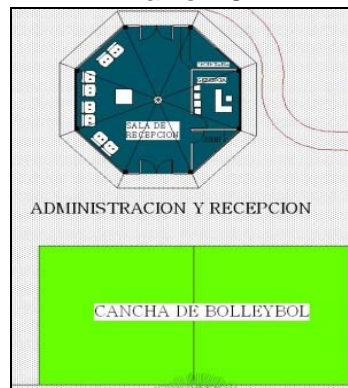 SALA DE
RECEPCION
ADMINISTRACION Y RECEPCION
CANCHA DE BOLLEYBOL